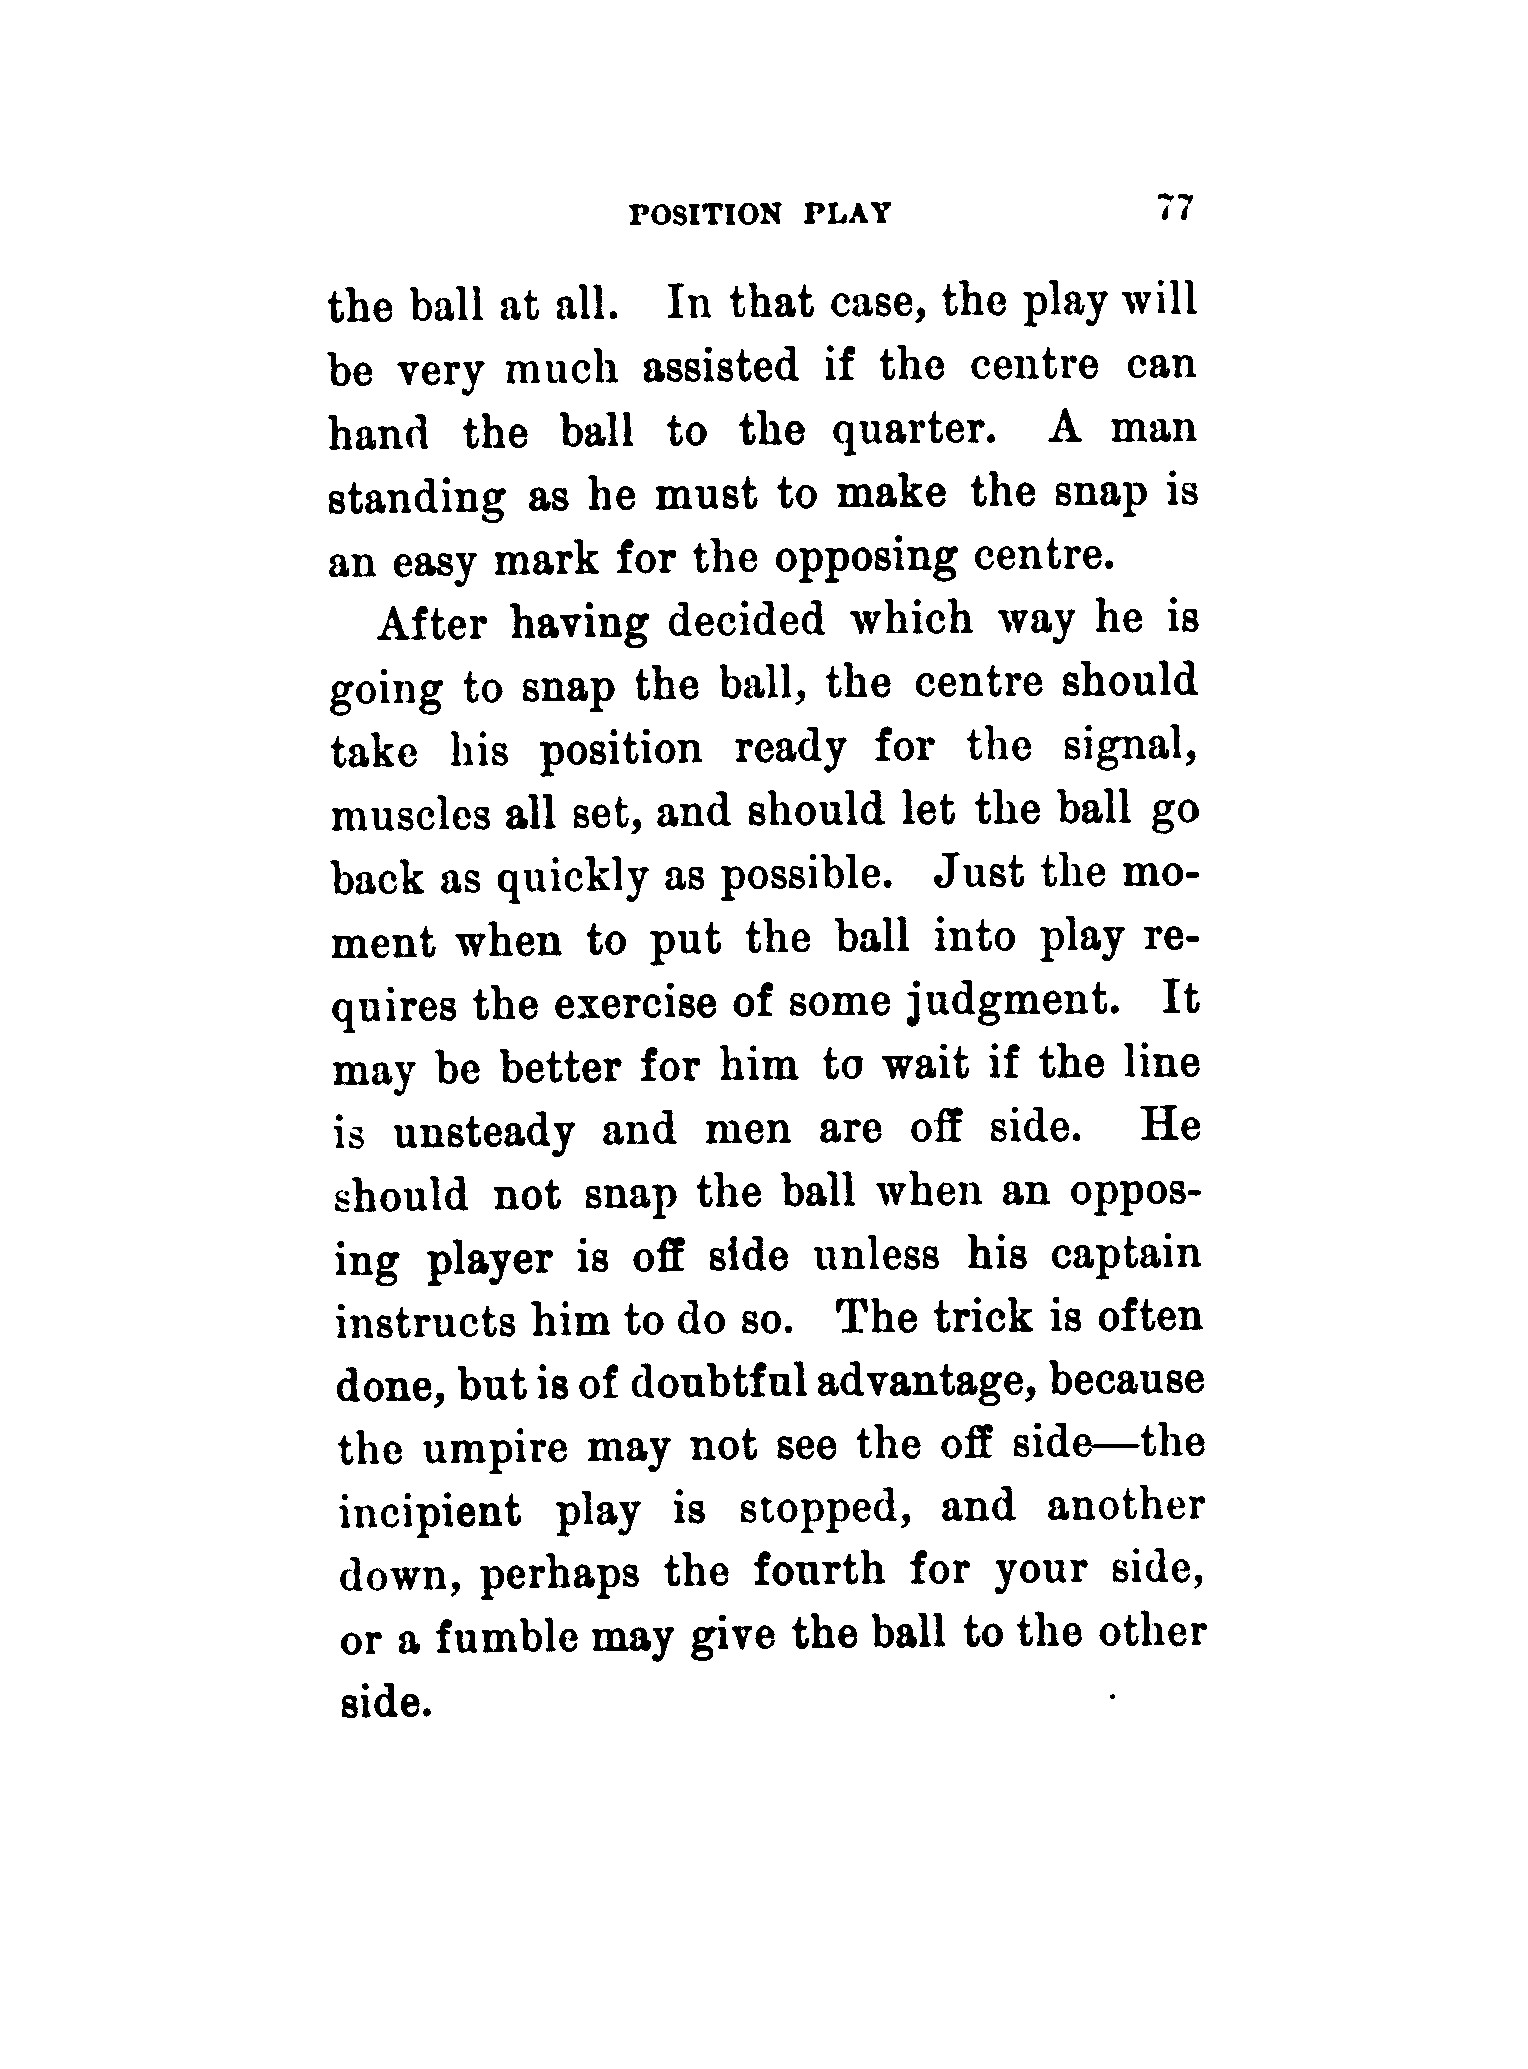 POSITION PLAY 77
the ball at all. In that case, the play will
be very much assisted if the centre can
hand the ball to the quarter. A man
standing as he must to make the snap is
an easy mark for the opposing centre.
After having decided which way he is
going to snap the ball, the centre should
take his position ready for the signal,
muscles all set, and should let the ball go
back as quickly as possible. Just the mo-
ment when to put the ball into play re-
quires the exercise of some judgment. It
may be better for him to wait if the line
is unsteady and men are off side. He
should not snap the ball when an oppos-
ing player is off side unless his captain
instructs him to do so. The trick is often
done, but is of doubtful advantage, because
the umpire may not see the off side—the
incipient play is stopped, and another
down, perhaps the fourth for your side,
or a fumble may give the ball to the other
side.